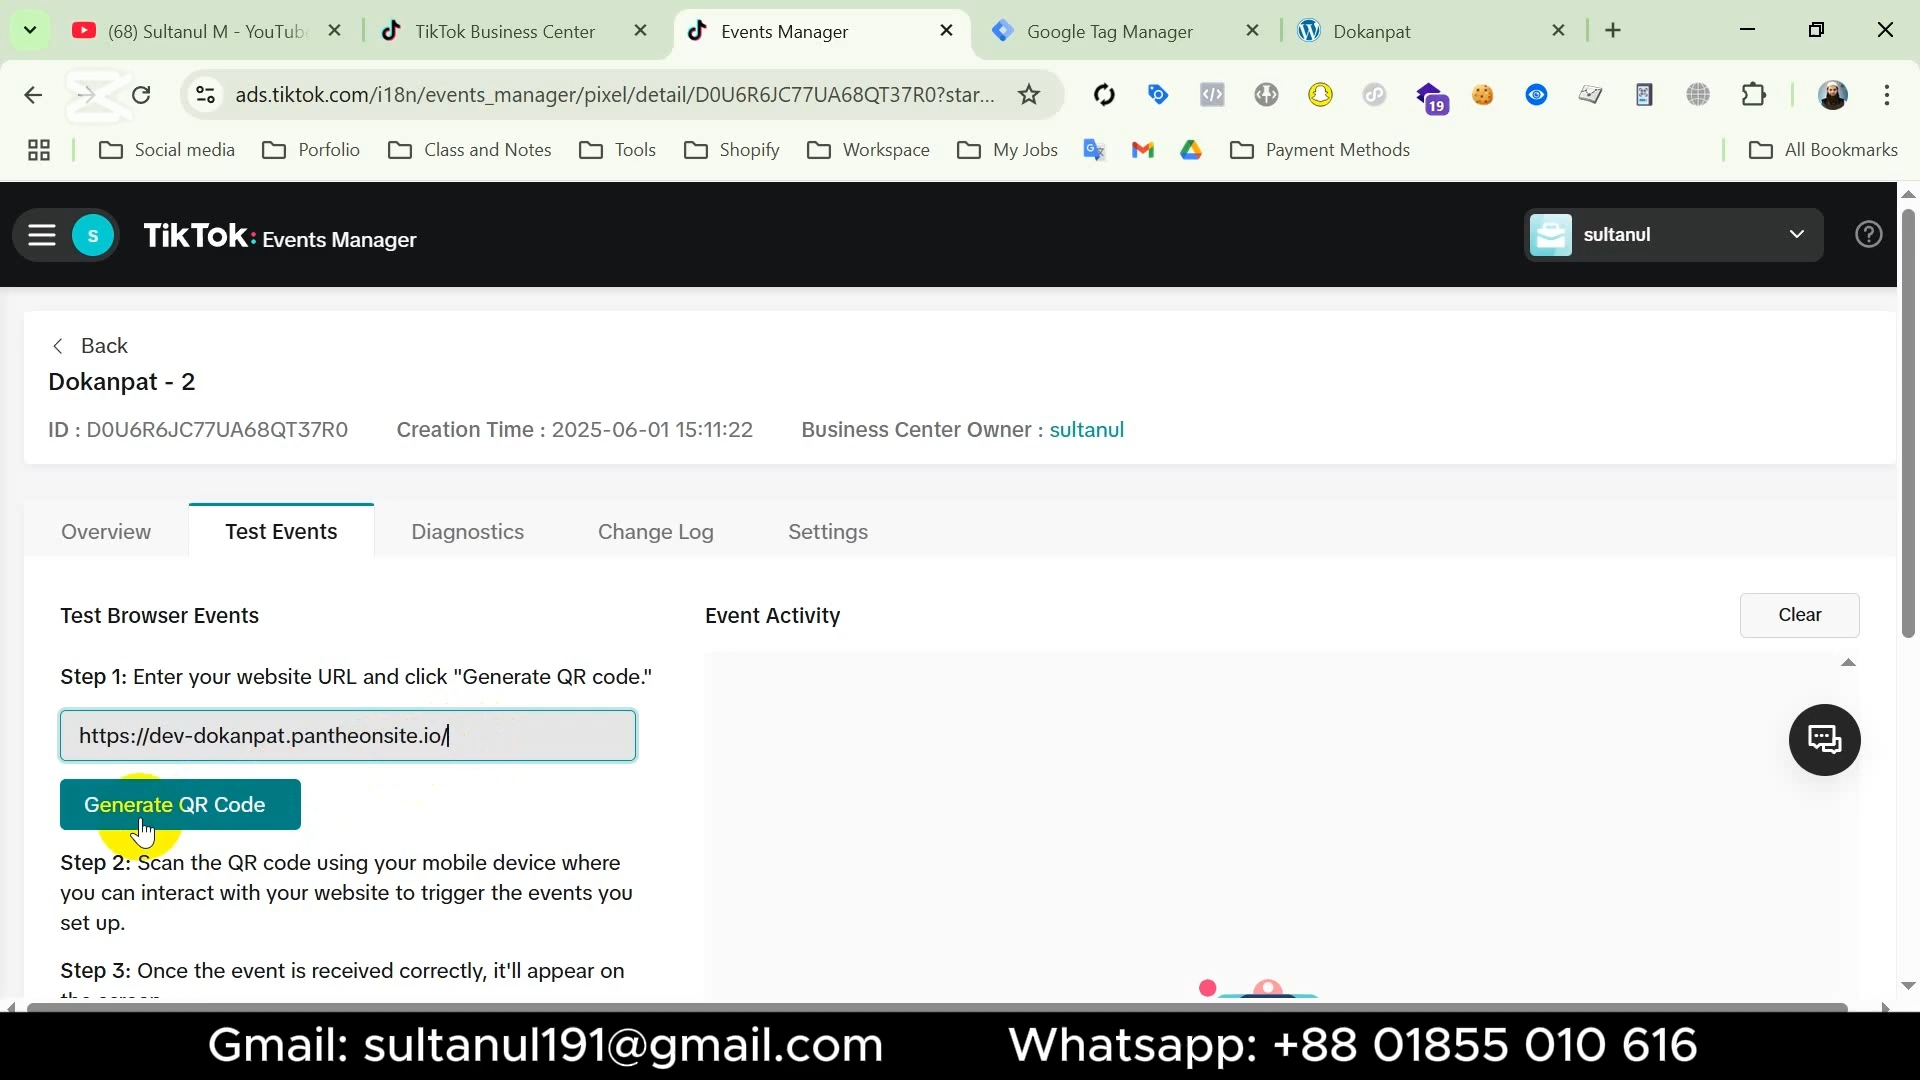 (68) Sultanul M - YouTub
TikTok Business Center
Events Manager
Google Tag Manager
Dokanpat
ads.tiktok.com/i18n/events_manager/pixel/detail/D0U6R6JC77UA68QT37R0?star...
19
Social media
Porfolio
Class and Notes
Tools
Shopify
Workspace
My Jobs
Payment Methods
All Bookmarks
S
TikTok: Events Manager
sultanul
Back
Dokanpat - 2
ID : D0U6R6JC77UA68QT37R0
Creation Time : 2025-06-01 15:11:22
Business Center Owner : sultanul
Overview
Test Events
Diagnostics
Change Log
Settings
Test Browser Events
Event Activity
Clear
Step 1: Enter your website URL and click "Generate QR code."
https://dev-dokanpat.pantheonsite.io/
Generate QR Code
Step 2: Scan the QR code using your mobile device where
you can interact with your website to trigger the events you
set up.
Step 3: Once the event is received correctly, it'll appear on
the screen.
Gmail: sultanul191@gmail.com
Whatsapp: +88 01855 010 616